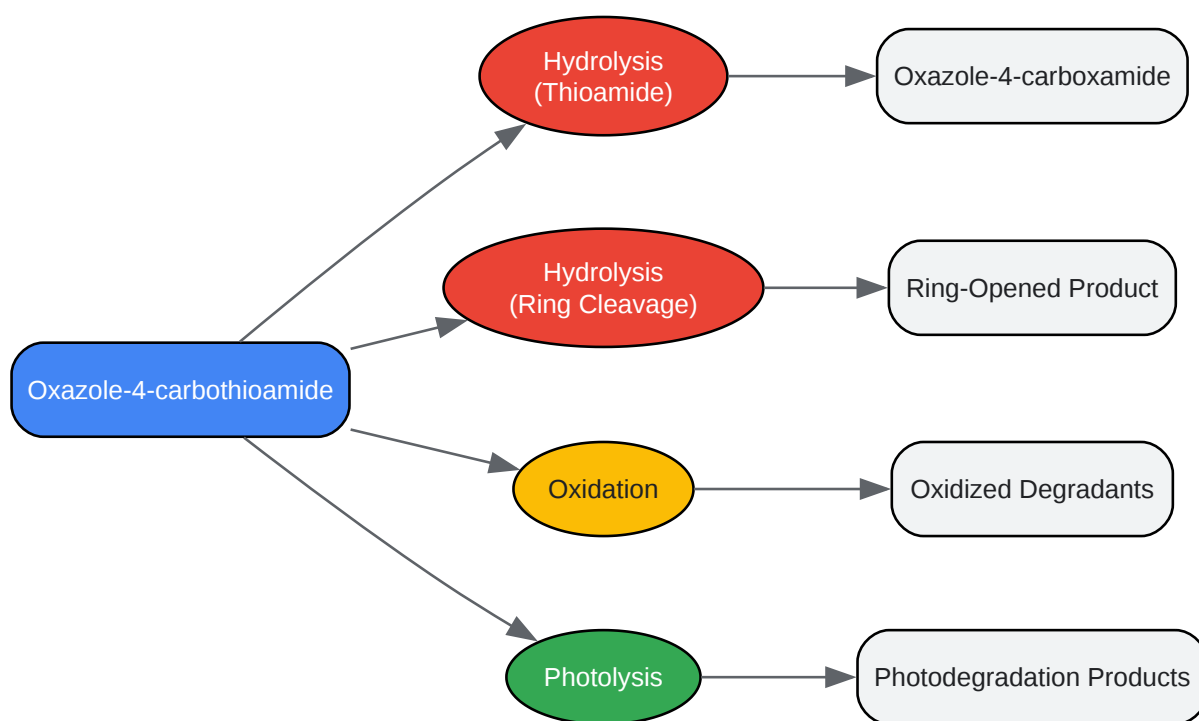 Hydrolysis
(Thioamide)
Oxazole-4-carboxamide
Hydrolysis
(Ring Cleavage)
Ring-Opened Product
Oxazole-4-carbothioamide
Oxidation
Oxidized Degradants
Photolysis
Photodegradation Products